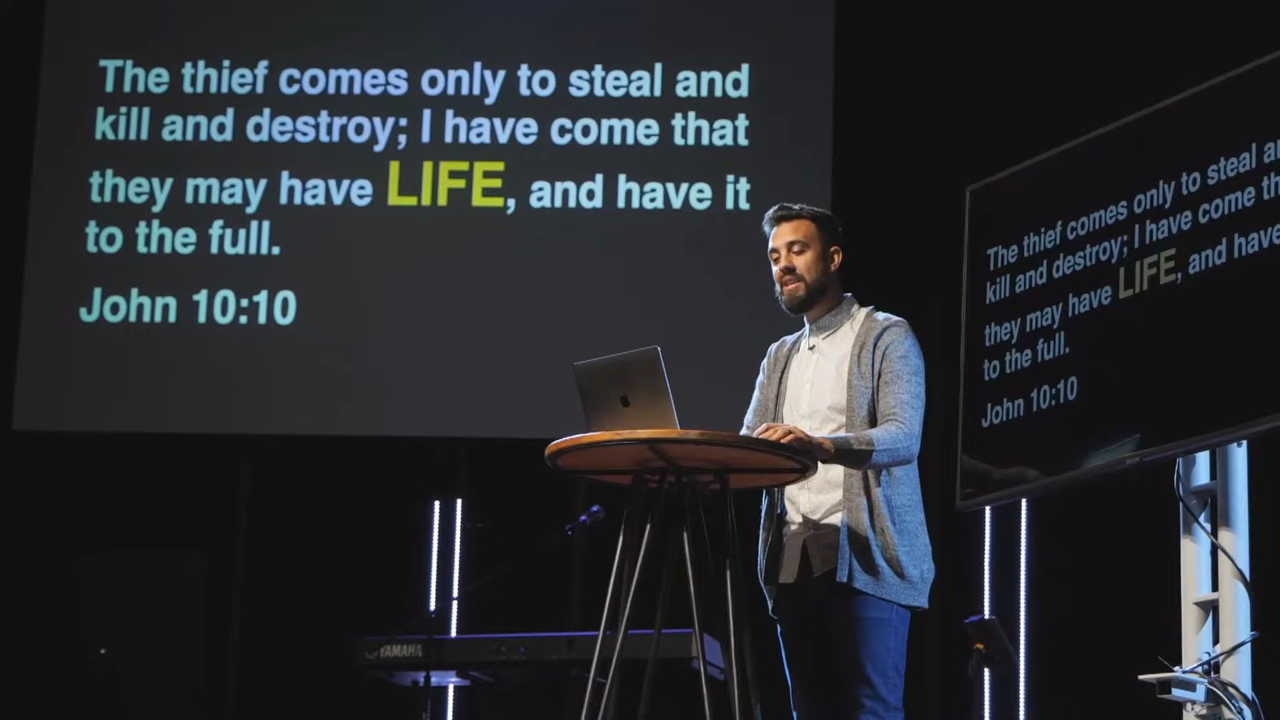 The thief comes only to steal and
kill and destroy; I have come that
they may have LIFE, and have it
to the full.
John 10:10
The thief comes only to steal
kill and destroy; I have come
they may have LIFE, and have
to the full.
John 10:10
YAMAHA